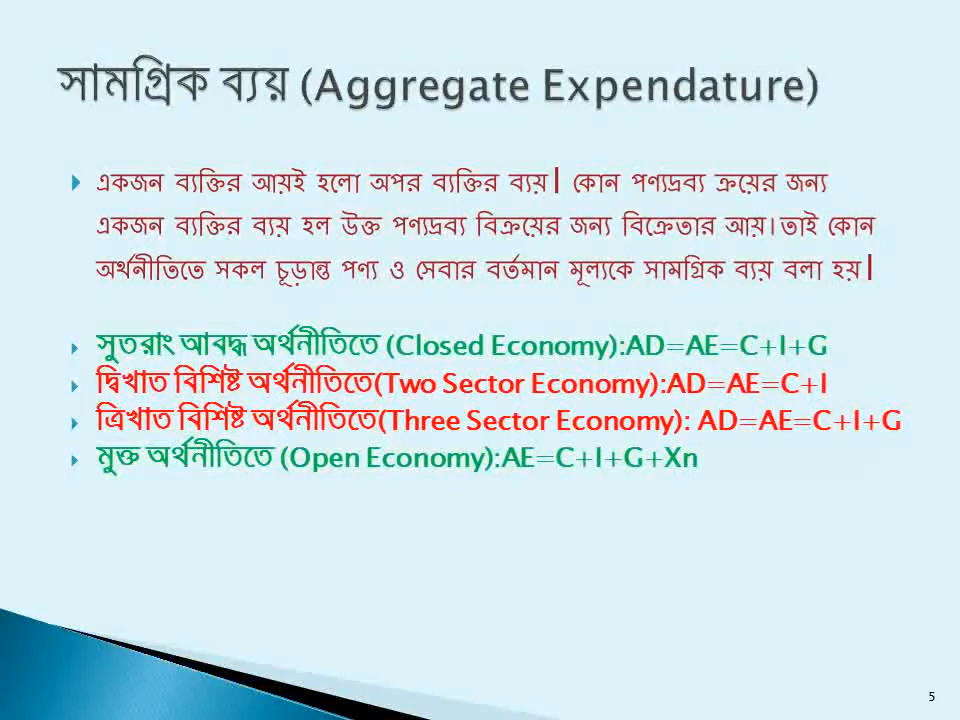 সামগ্রিক ব্যয় (Aggregate Expendature)
একজন ব্যক্তির আয়ই হলো অপর ব্যক্তির ব্যয়| কোন পণ্যদ্রব্য ক্রয়ের জন্য
একজন ব্যক্তির ব্যয় হল উক্ত পণ্যদ্রব্য বিক্রয়ের জন্য বিক্রেতার আয়। তাই কোন
অর্থনীতিতে সকল চূড়ান্ত পণ্য ও সেবার বর্তমান মূল্যকে সামগ্রিক ব্যয় বলা হয়|
সুতরাং আবদ্ধ অর্থনীতিতে (Closed Economy):AD=AE=C+I+G
দ্বিখাত বিশিষ্ট অর্থনীতিতে(Two Sector Economy):AD=AE=C+I
ত্রিখাত বিশিষ্ট অর্থনীতিতে(Three Sector Economy): AD=AE=C+I+G
মুক্ত অর্থনীতিতে (Open Economy):AE=C+I+G+Xn
5